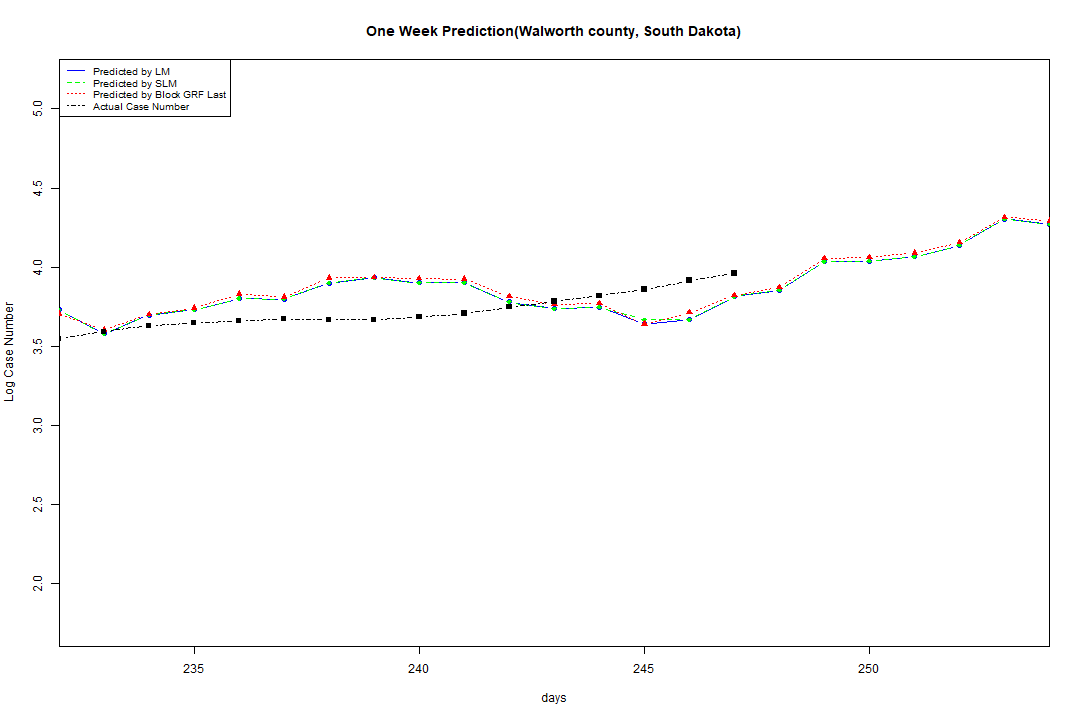 One Week Prediction(Walworth county, South Dakota)
Predicted by LM
Predicted by SLM
Predicted by Block GRF Last
Actual Case Number
5.0
4.5
4.0
3.5
3.0
2.5
2.0
Log Case Number
235
240
245
250
days